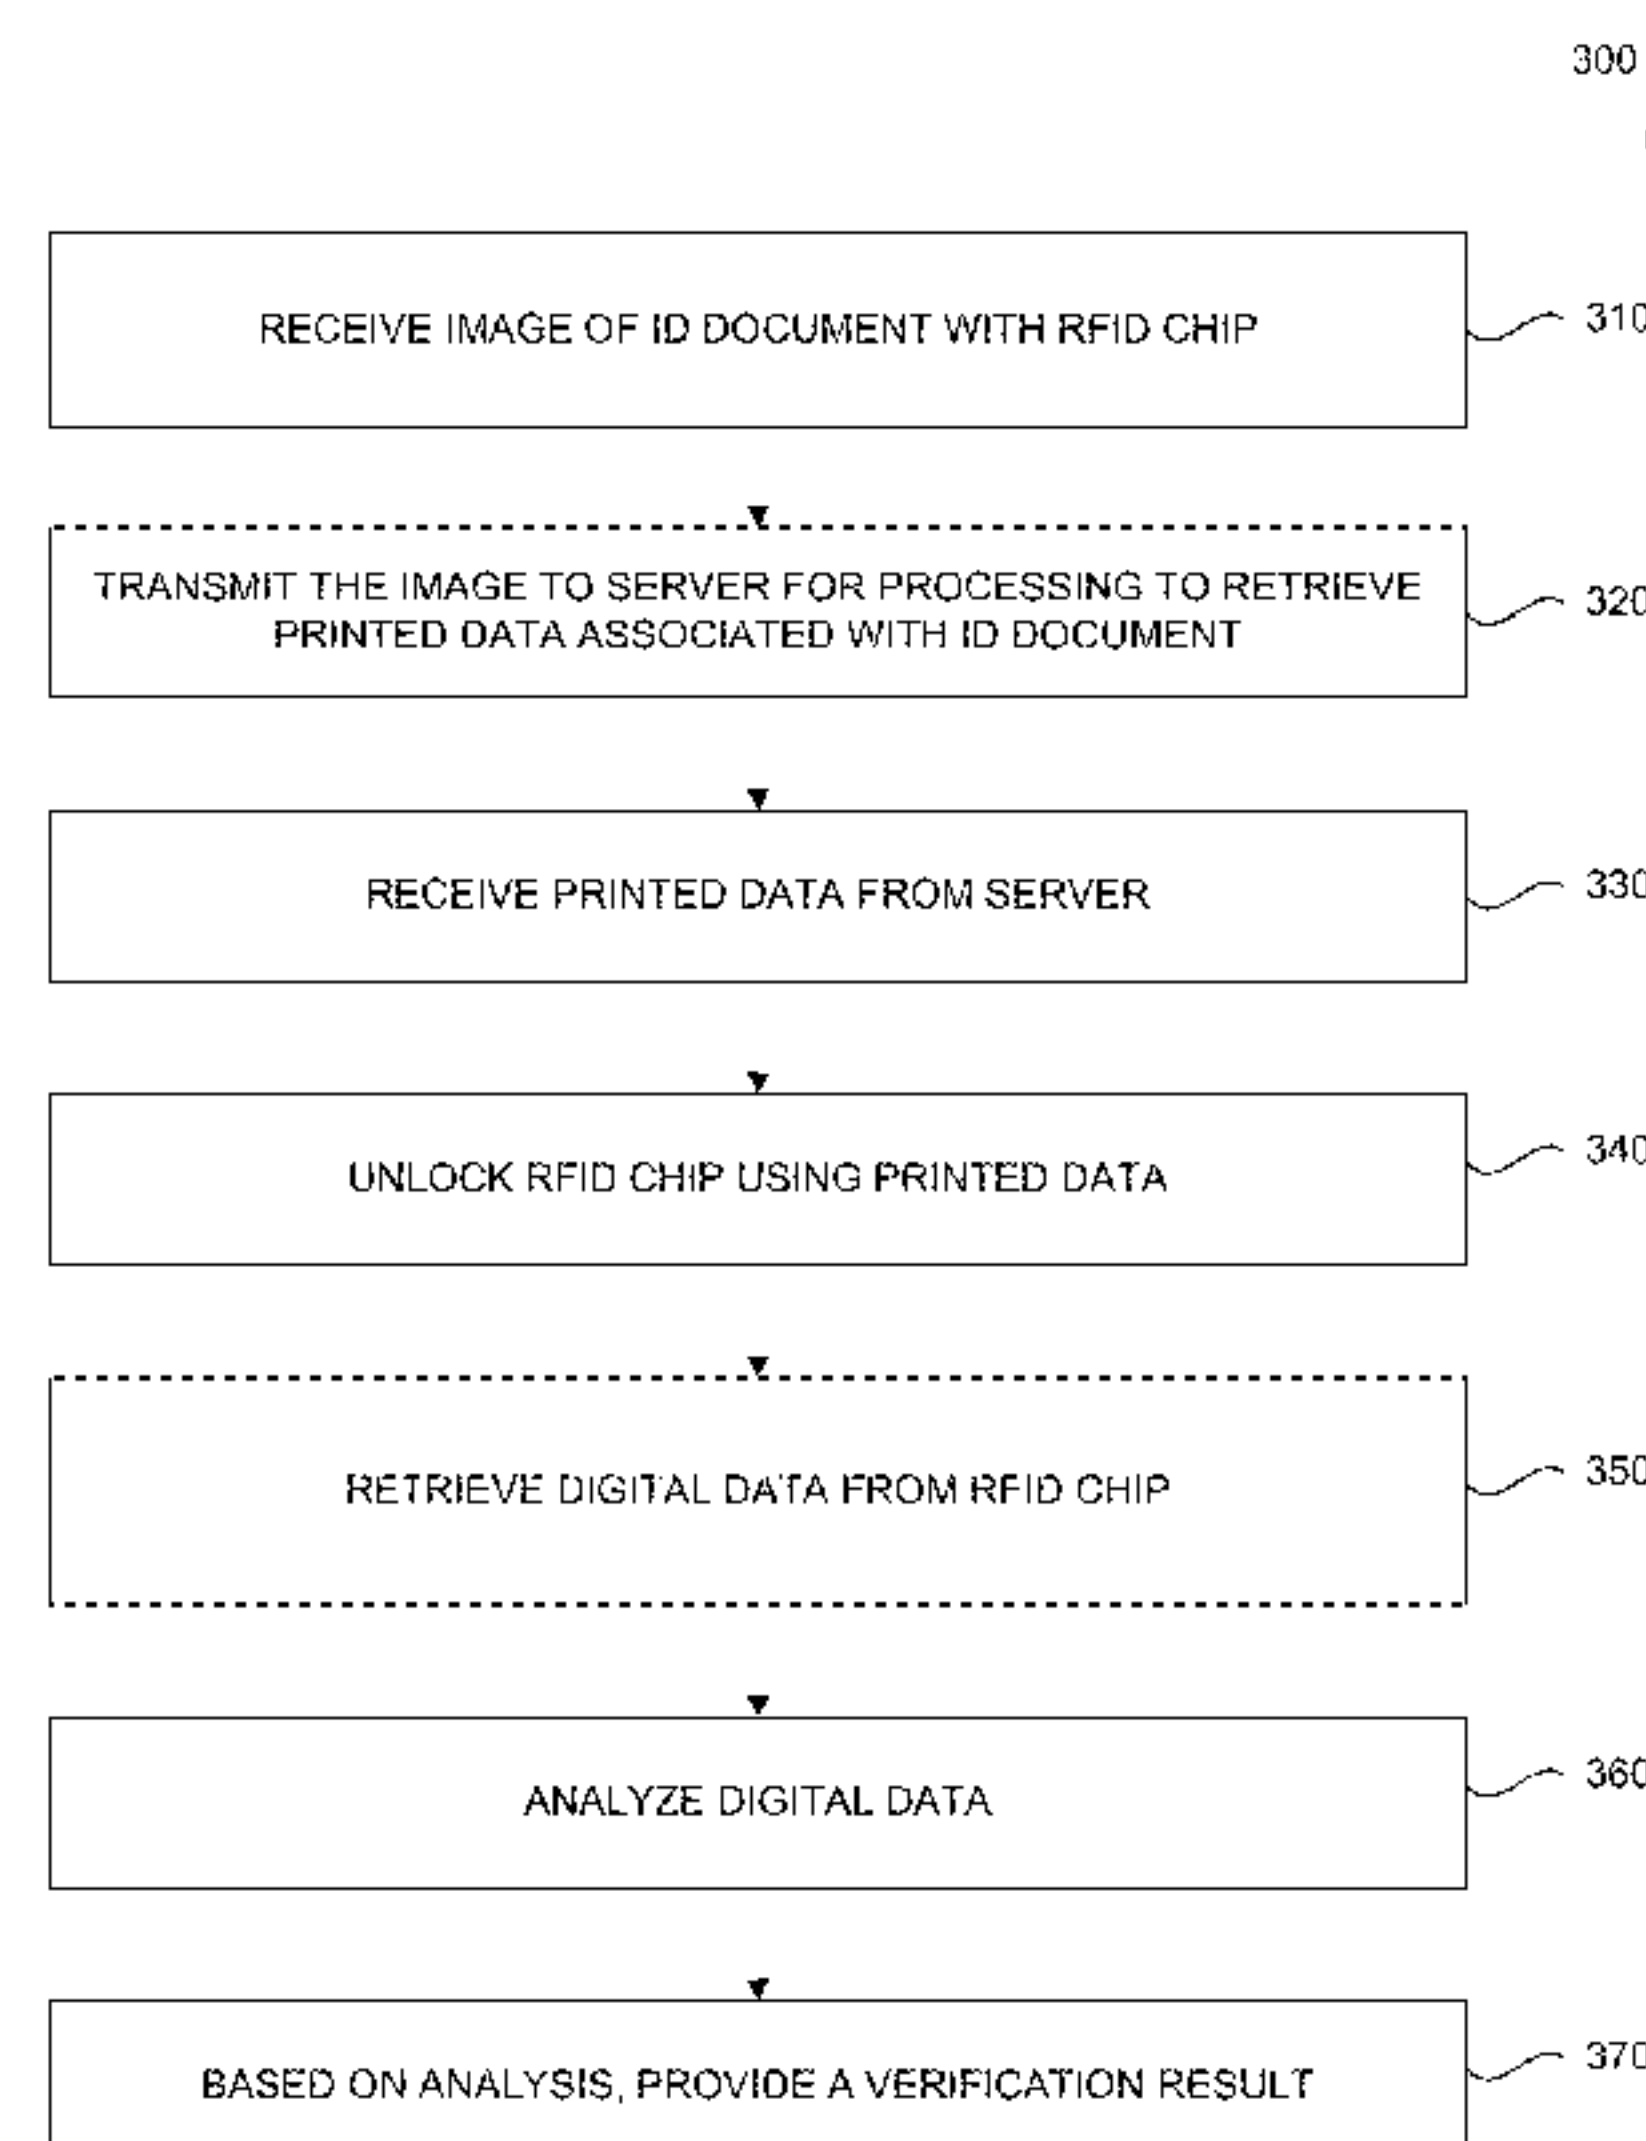 300
RECEIVE IMAGE OF ID DOCUMENT WITH RFID CHIP
310
TRANSMIT THE IMAGE TO SERVER FOR PROCESSING TO RETRIEVE
PRINTED DATA ASSOCIATED WITH ID DOCUMENT
320
RECEIVE PRINTED DATA FROM SERVER
330
UNLOCK RFID CHIP USING PRINTED DATA
340
RETRIEVE DIGITAL DATA FROM RFID CHIP
350
ANALYZE DIGITAL DATA
360
BASED ON ANALYSIS, PROVIDE A VERIFICATION RESULT
370